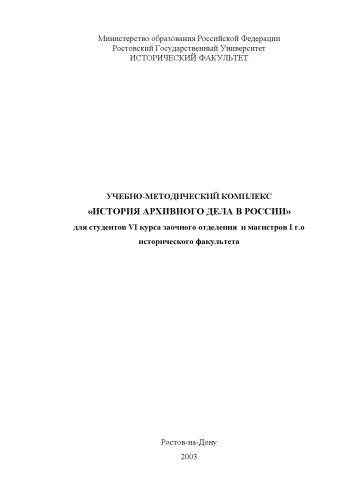 Министерство образования Российской Федерации
Ростовский Государственный Университет
ИСТОРИЧЕСКИЙ ФАКУЛЬТЕТ
УЧЕБНО-МЕТОДИЧЕСКИЙ КОМПЛЕКС
«ИСТОРИЯ АРХИВНОГО ДЕЛА В РОССИИ»
для студентов VI курса заочного отделения и магистров I г.о
исторического факультета
Ростов-на-Дону
2003